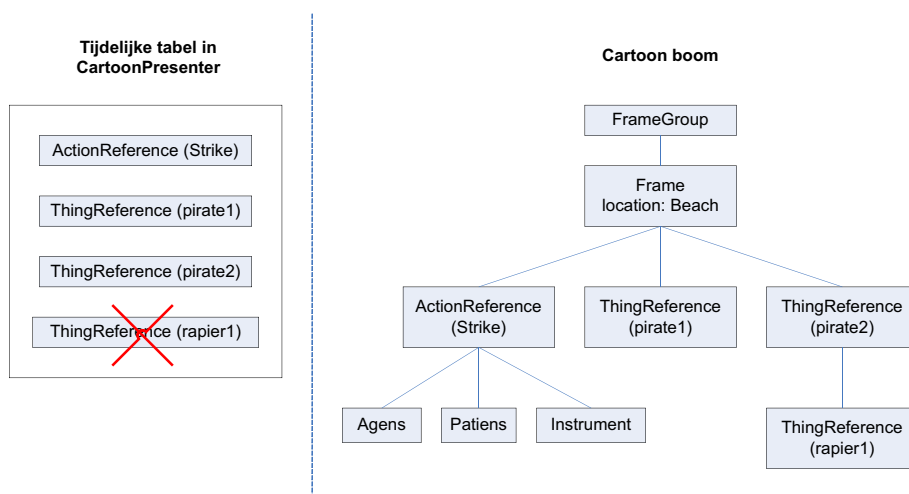 Tijdelijke tabel in
CartoonPresenter
ActionReference (Strike)
ThingReference (pirate1)
ThingReference (pirate2)
ThingReference (rapier1)
Cartoon boom
FrameGroup
Frame
location: Beach
ActionReference
(Strike)
ThingReference
(pirate1)
ThingReference
(pirate2)
Agens
Patiens
Instrument
ThingReference
(rapier1)